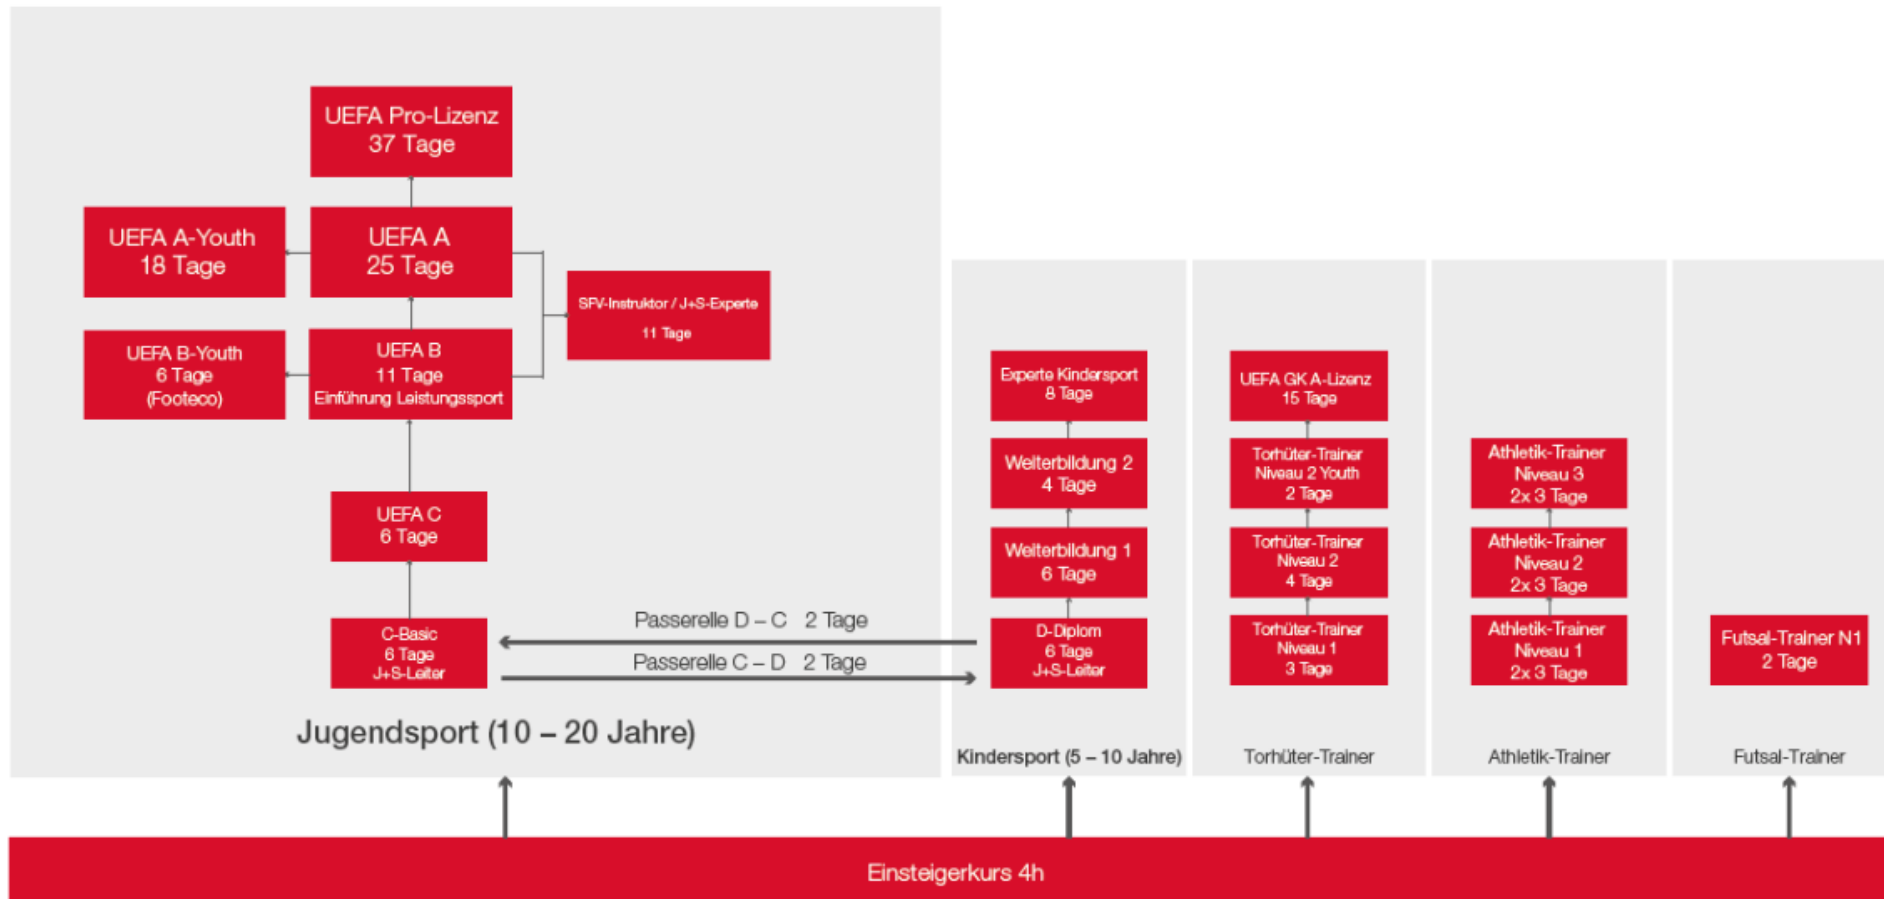 UEFA Pro-Lizenz
37 Tage
UEFA A-Youth
18 Tage
UEFA A
25 Tage
SFV-Instruktor / J+S-Experte
11 Tage
UEFA B-Youth
6 Tage
(Footeco)
UEFA B
11 Tage
Einführung Leistungssport
UEFA C
6 Tage
C-Basic
6 Tage
J+S-Leiter
Passerelle D – C 2 Tage
Passerelle C – D 2 Tage
Jugendsport (10 – 20 Jahre)
Experte Kindersport
8 Tage
Weiterbildung 2
4 Tage
Weiterbildung 1
6 Tage
D-Diplom
6 Tage
J+S-Leiter
Kindersport (5 – 10 Jahre)
UEFA GK A-Lizenz
15 Tage
Torhüter-Trainer
Niveau 2 Youth
2 Tage
Torhüter-Trainer
Niveau 2
4 Tage
Torhüter-Trainer
Niveau 1
3 Tage
Torhüter-Trainer
Athletik-Trainer
Niveau 3
2x 3 Tage
Athletik-Trainer
Niveau 2
2x 3 Tage
Athletik-Trainer
Niveau 1
2x 3 Tage
Athletik-Trainer
Futsal-Trainer N1
2 Tage
Futsal-Trainer
Einsteigerkurs 4h